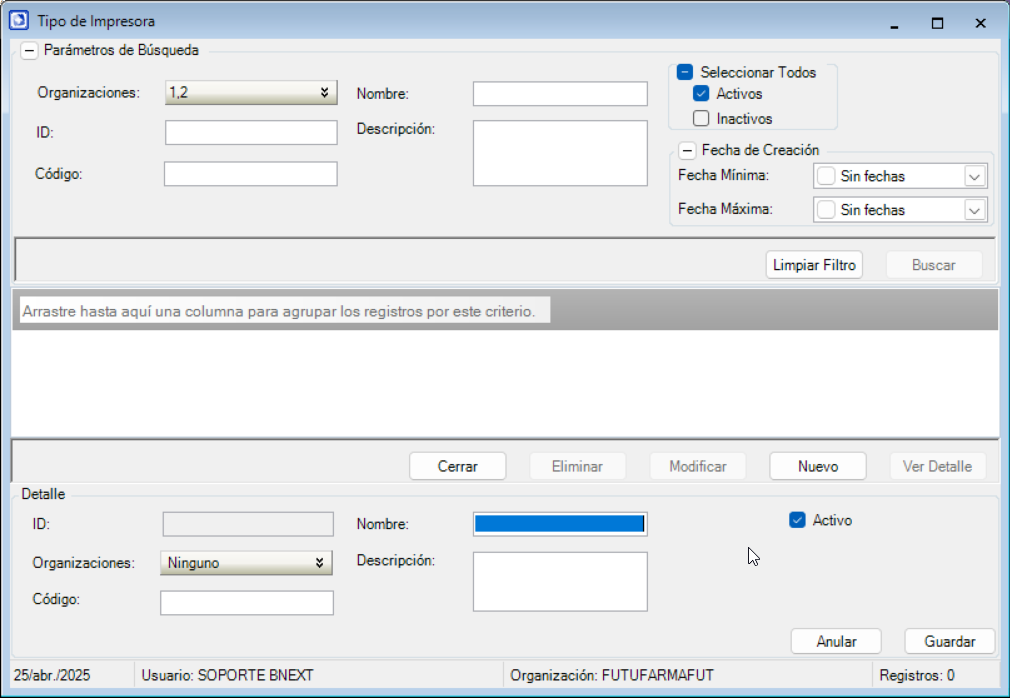 Tipo de Impresora
Parámetros de Búsqueda
Organizaciones: 1,2
Nombre:
Seleccionar Todos
Activos
ID:
Descripción:
Inactivos
Fecha de Creación
Código:
Fecha Mínima: Sin fechas
Fecha Máxima: Sin fechas
Limpiar Filtro Buscar
Arrastre hasta aquí una columna para agrupar los registros por este criterio.
Cerrar Eliminar Modificar Nuevo Ver Detalle
Detalle
ID: Nombre: Activo
Organizaciones: Ninguno Descripción:
Código:
Anular Guardar
25/abr./2025 Usuario: SOPORTE BNEXT Organización: FUTUFARMAFUT Registros: 0